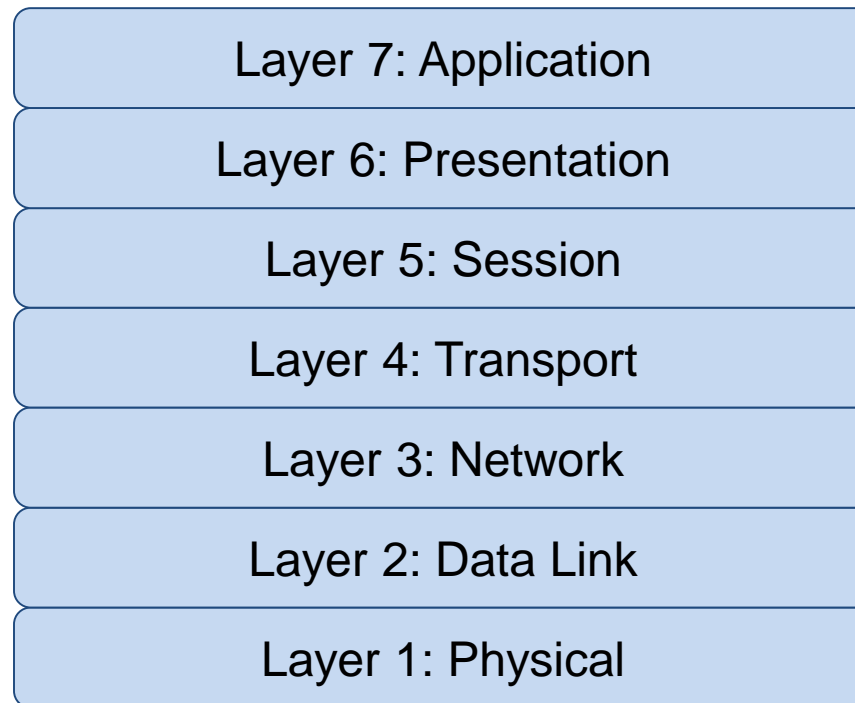 Layer 7: Application
Layer 6: Presentation
Layer 5: Session
Layer 4: Transport
Layer 3: Network
Layer 2: Data Link
Layer 1: Physical